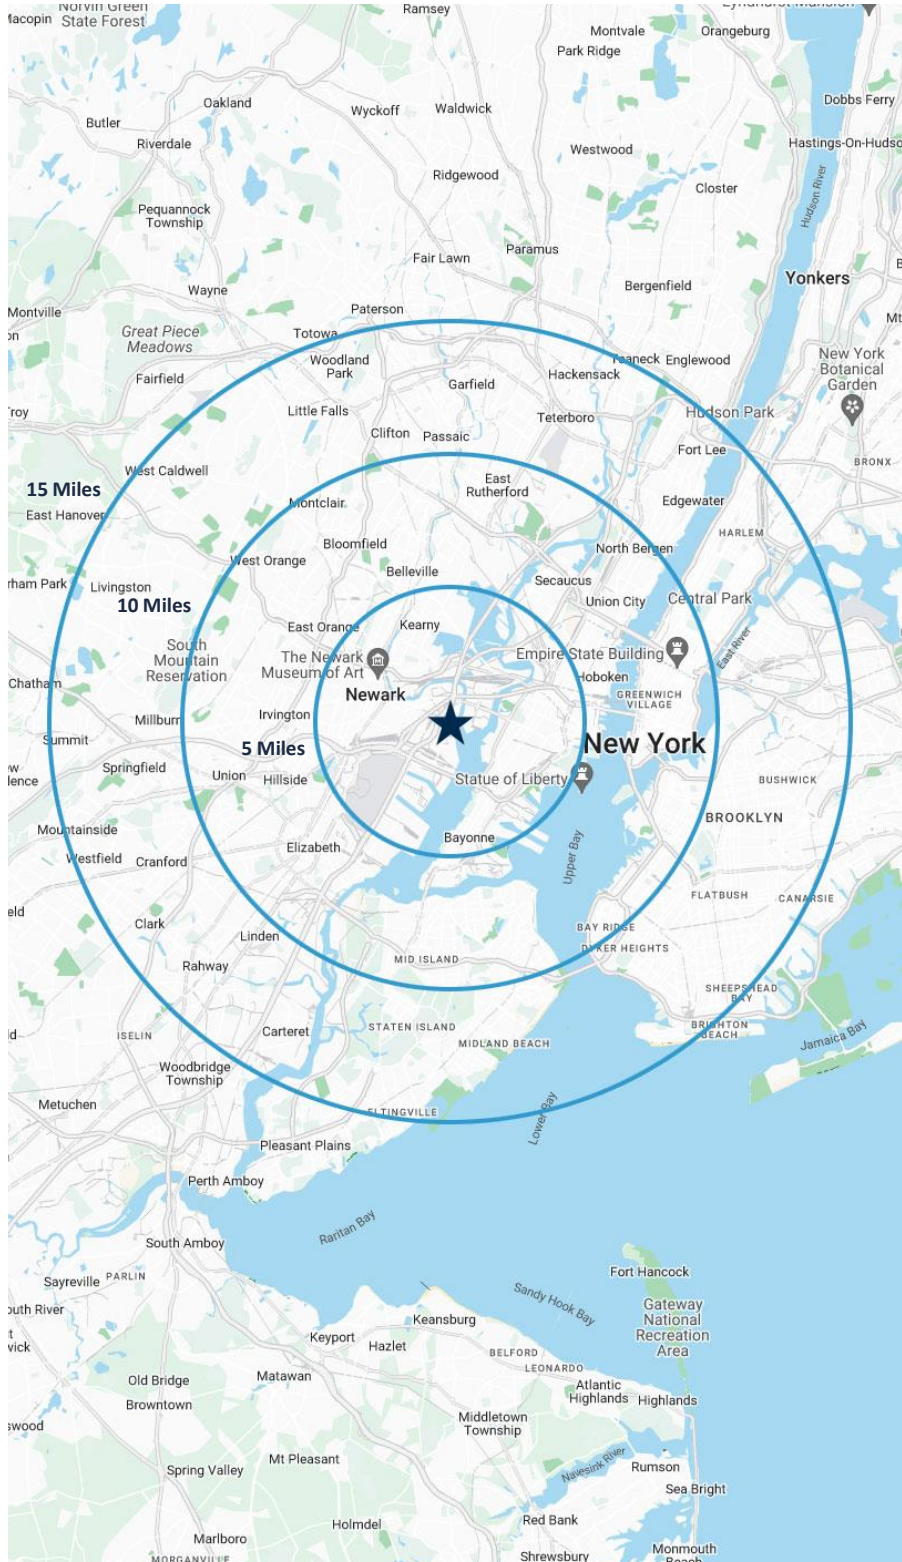 Norvin Green
State Forest
Ramsey
Montvale
Orangeburg
Park Ridge
Dobbs Ferry
Oakland
Wyckoff
Waldwick
Butler
Riverdale
Westwood
Ridgewood
Closter
Hudson River
Pequannock
Township
Paramus
Fair Lawn
Yonkers
Bergenfield
Wayne
Montville
Paterson
Totowa
Great Piece
Meadows
Woodland
Park
Teaneck
Englewood
New York
Botanical
Garden
Fairfield
Garfield
Hackensack
Little Falls
Teterboro
Hudson Park
Clifton
Passaic
Fort Lee
West Caldwell
BRONX
15 Miles
East
Rutherford
Edgewater
East Hanover
Montclair
HARLEM
Bloomfield
North Bergen
West Orange
Belleville
Secaucus
Livingston
10 Miles
Union City
Central Park
East Orange
Kearny
East River
South
Mountain
Reservation
The Newark
Museum of Art
Empire State Building
Hoboken
Chatham
Newark
GREENWICH
VILLAGE
Millburn
Irvington
Summit
5 Miles
New York
Springfield
Union
Hillside
Statue of Liberty
BUSHWICK
Mountainside
BROOKLYN
Bayonne
Elizabeth
Upper Bay
Westfield
Cranford
FLATBUSH
CANARSIE
Clark
Linden
BAY RIDGE
DYKER HEIGHTS
MID ISLAND
Rahway
SHEEPSHEAD
BAY
ISELIN
Carteret
STATEN ISLAND
BRIGHTON
BEACH
MIDLAND BEACH
Jamaica Bay
Woodbridge
Township
Metuchen
ELTINGVILLE
Lower Bay
Pleasant Plains
Perth Amboy
Raritan Bay
South Amboy
Sayreville
PARLIN
Fort Hancock
Sandy Hook Bay
Gateway
National
Recreation
Area
Keansburg
Keyport
Hazlet
BELFORD
LEONARDO
Matawan
Old Bridge
Browntown
Atlantic
Highlands
Highlands
Middletown
Township
Mt Pleasant
Navesink River
Spring Valley
Rumson
Sea Bright
Holmdel
Red Bank
Marlboro
Monmouth
Shrewsbury